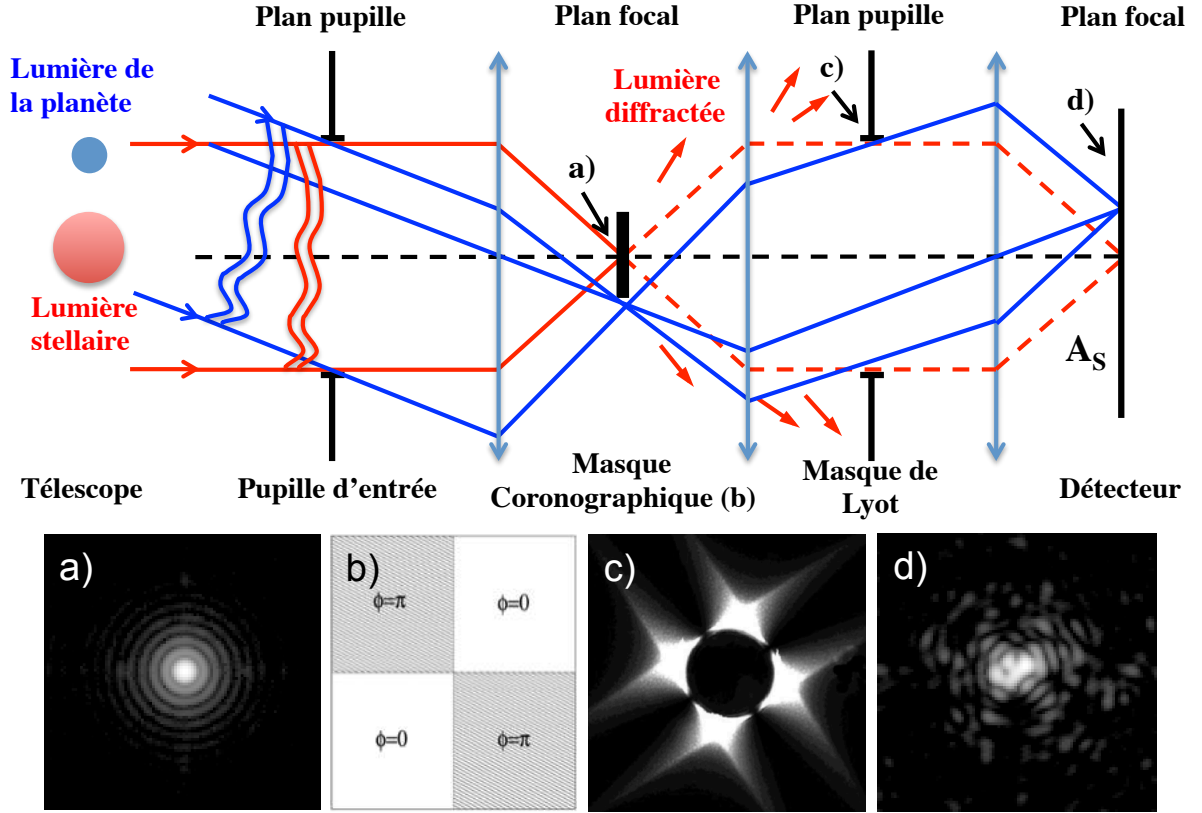 Plan pupille
Plan focal
Plan pupille
Plan focal
Lumière de
la planète
Lumière
diffractée
c)
d)
a)
Lumière
stellaire
A_S
Télescope
Pupille d'entrée
Masque
Coronographique (b)
Masque de
Lyot
Détecteur
a)
b)
ϕ=π
ϕ=0
ϕ=0
ϕ=π
c)
d)